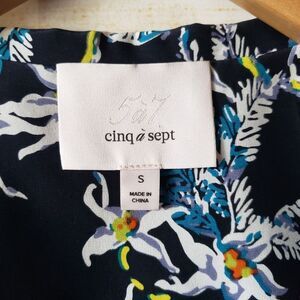 5à7
cinq à sept
S
MADE IN
CHINA